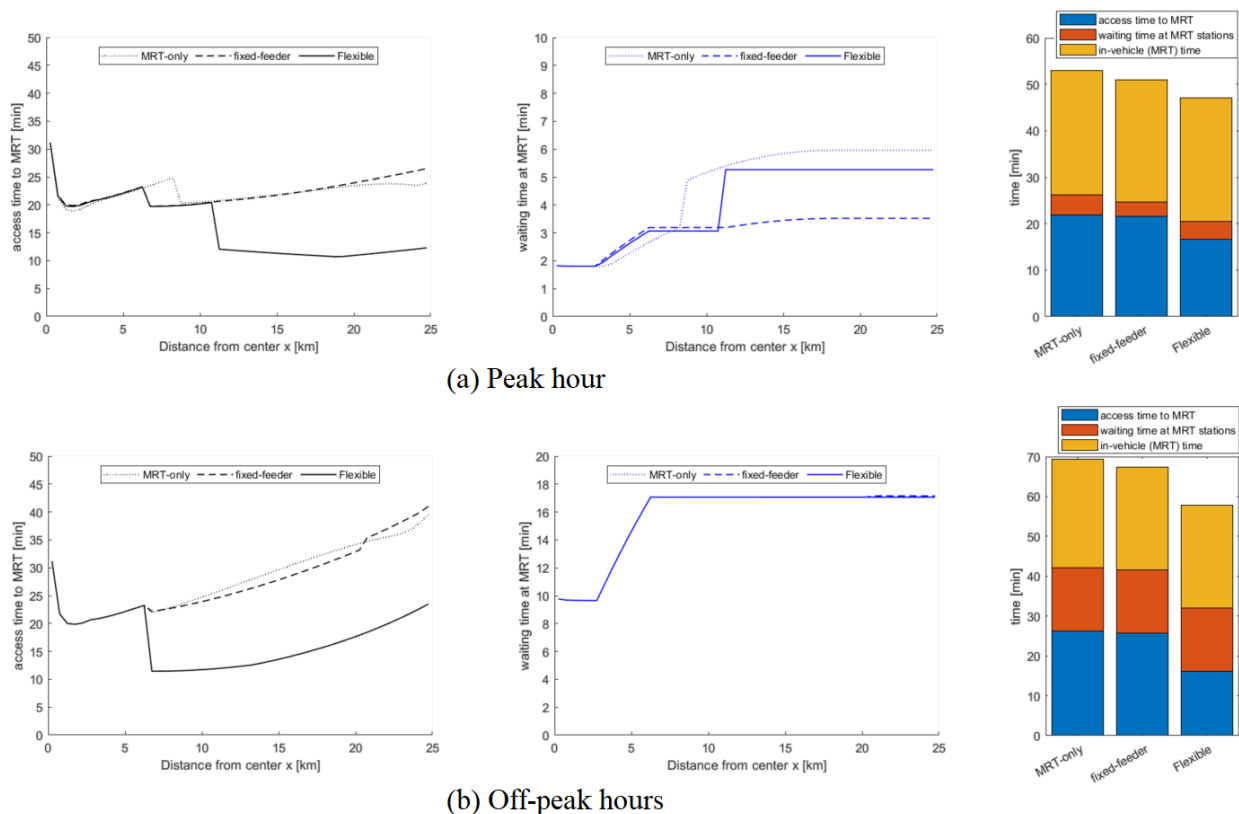 MRT-only fixed-feeder Flexible
access time to MRT [min]
50
45
40
35
30
25
20
15
10
5
0
0 5 10 15 20 25
Distance from center x [km]
MRT-only fixed-feeder Flexible
waiting time at MRT [min]
10
9
8
7
6
5
4
3
2
1
0
0 5 10 15 20 25
Distance from center x [km]
access time to MRT
waiting time at MRT stations
in-vehicle (MRT) time
time [min]
60
50
40
30
20
10
0
MRT-only fixed-feeder Flexible
(a) Peak hour
MRT-only fixed-feeder Flexible
access time to MRT [min]
50
45
40
35
30
25
20
15
10
5
0
0 5 10 15 20 25
Distance from center x [km]
MRT-only fixed-feeder Flexible
waiting time at MRT [min]
20
18
16
14
12
10
8
6
4
2
0
0 5 10 15 20 25
Distance from center x [km]
access time to MRT
waiting time at MRT stations
in-vehicle (MRT) time
time [min]
70
60
50
40
30
20
10
0
MRT-only fixed-feeder Flexible
(b) Off-peak hours